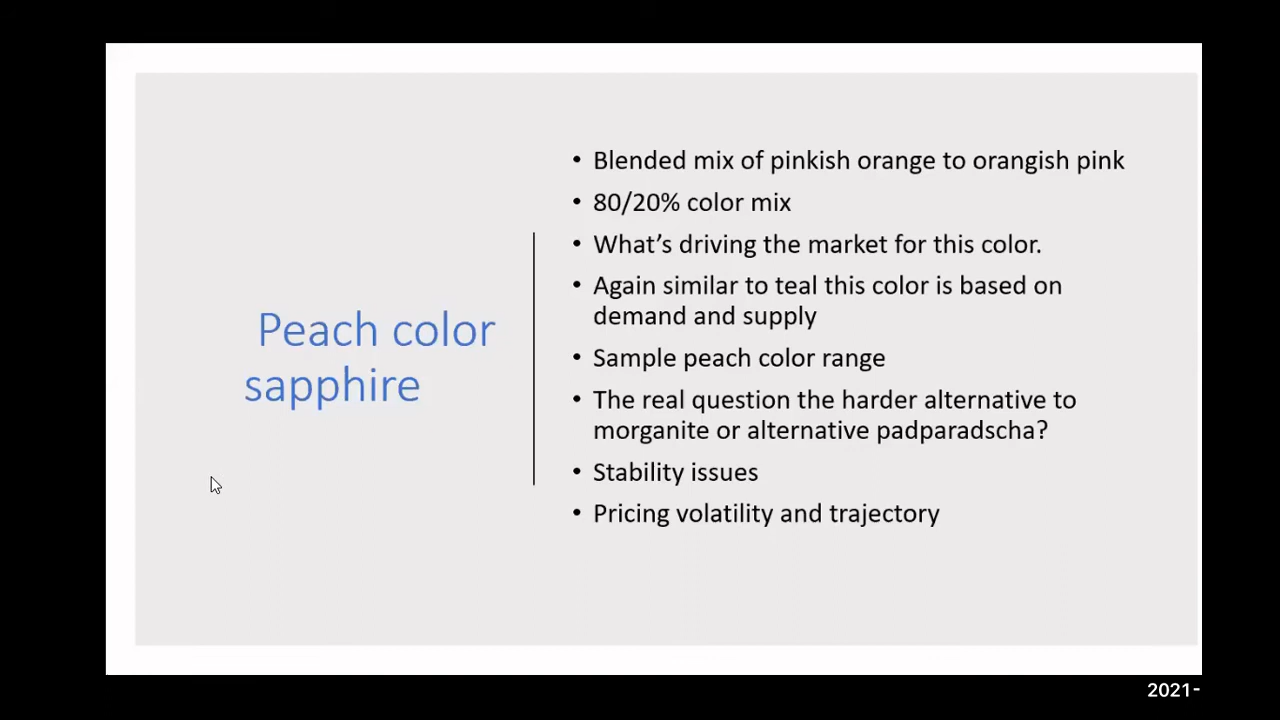 Peach color
sapphire
• Blended mix of pinkish orange to orangish pink
• 80/20% color mix
• What's driving the market for this color.
• Again similar to teal this color is based on
demand and supply
• Sample peach color range
• The real question the harder alternative to
morganite or alternative padparadscha?
• Stability issues
• Pricing volatility and trajectory
2021-